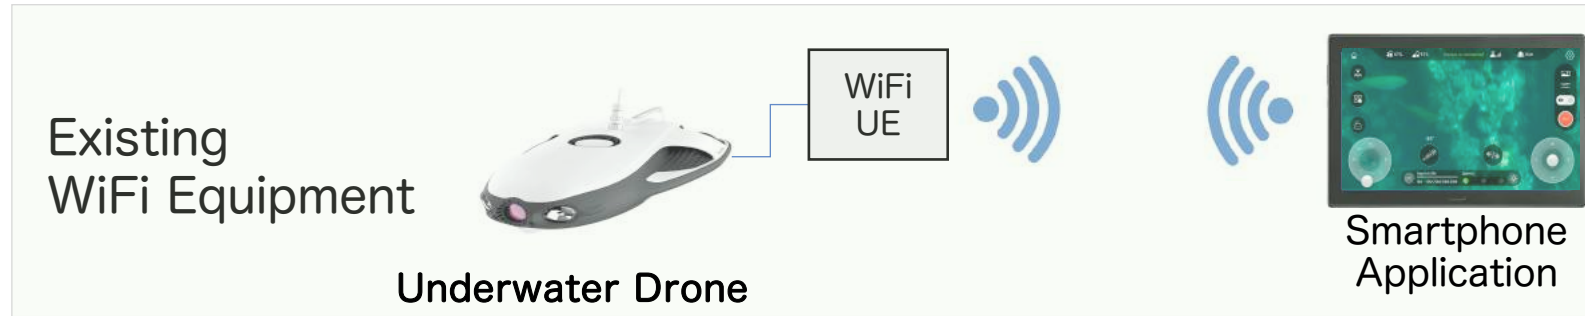 Existing
WiFi Equipment
WiFi
UE
Underwater Drone
Smartphone
Application